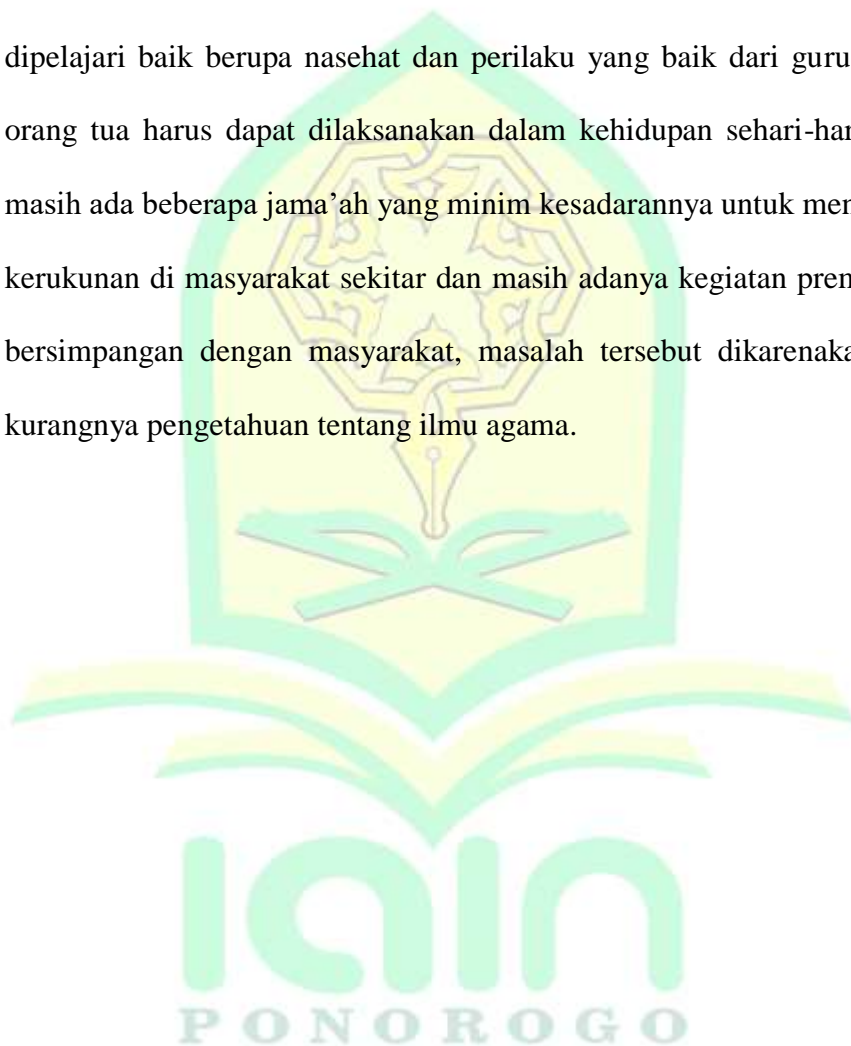 dipelajari baik berupa nasehat dan perilaku yang baik dari guru
orang tua harus dapat dilaksanakan dalam kehidupan sehari-har
masih ada beberapa jama’ah yang minim kesadarannya untuk men
kerukunan di masyarakat sekitar dan masih adanya kegiatan prem
bersimpangan dengan masyarakat, masalah tersebut dikarenaka
kurangnya pengetahuan tentang ilmu agama.
iain
PONOROGO